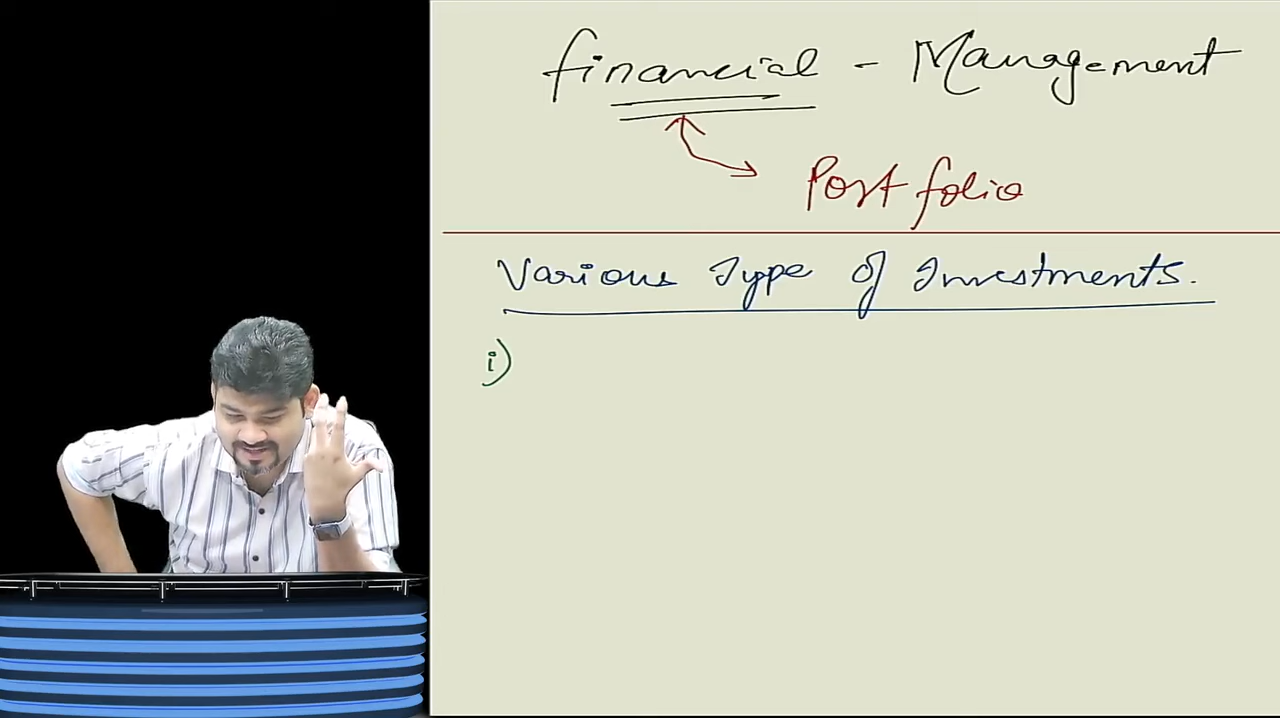 financial - Management
Portfolio
Various Type of Investments.
i)